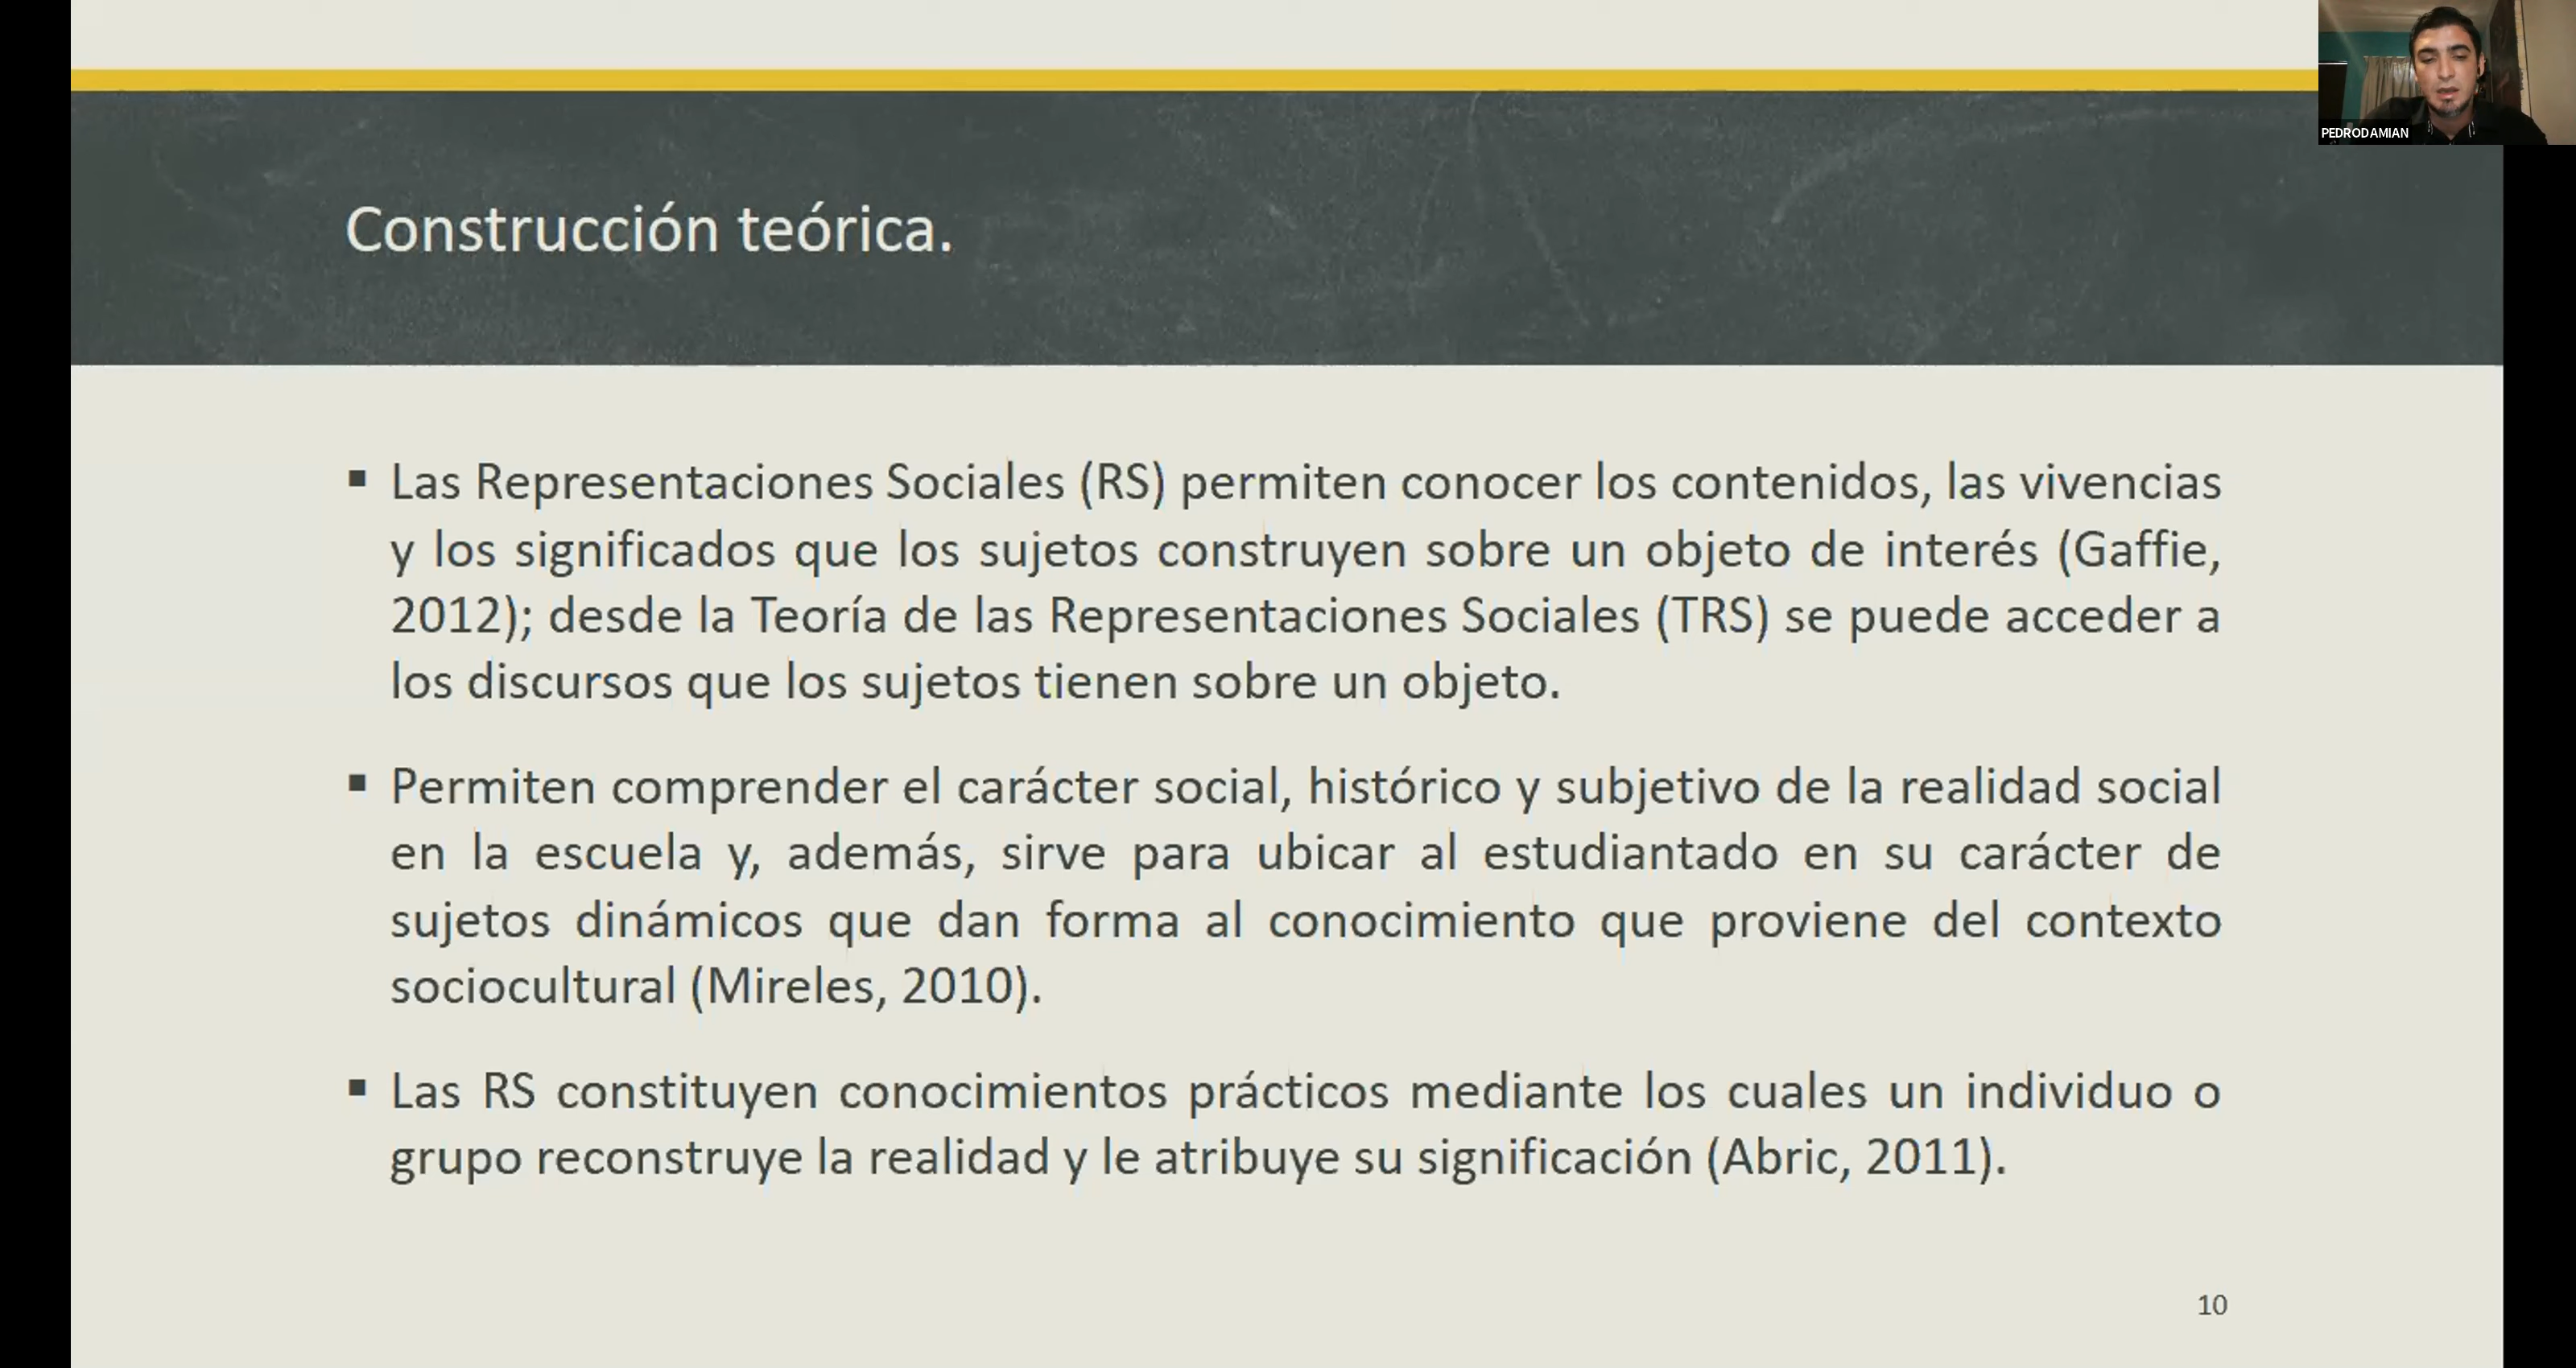 PEDRODAMIAN
Construcción teórica.
▪ Las Representaciones Sociales (RS) permiten conocer los contenidos, las vivencias
y los significados que los sujetos construyen sobre un objeto de interés (Gaffie,
2012); desde la Teoría de las Representaciones Sociales (TRS) se puede acceder a
los discursos que los sujetos tienen sobre un objeto.
▪ Permiten comprender el carácter social, histórico y subjetivo de la realidad social
en la escuela y, además, sirve para ubicar al estudiantado en su carácter de
sujetos dinámicos que dan forma al conocimiento que proviene del contexto
sociocultural (Mireles, 2010).
▪ Las RS constituyen conocimientos prácticos mediante los cuales un individuo o
grupo reconstruye la realidad y le atribuye su significación (Abric, 2011).
10